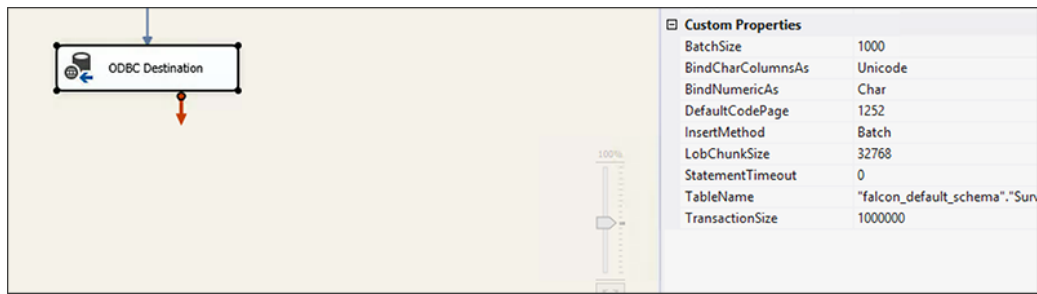 ODBC Destination
100%
Custom Properties
BatchSize 1000
BindCharColumnsAs Unicode
BindNumericAs Char
DefaultCodePage 1252
InsertMethod Batch
LobChunkSize 32768
StatementTimeout 0
TableName "falcon_default_schema"."Surv
TransactionSize 1000000